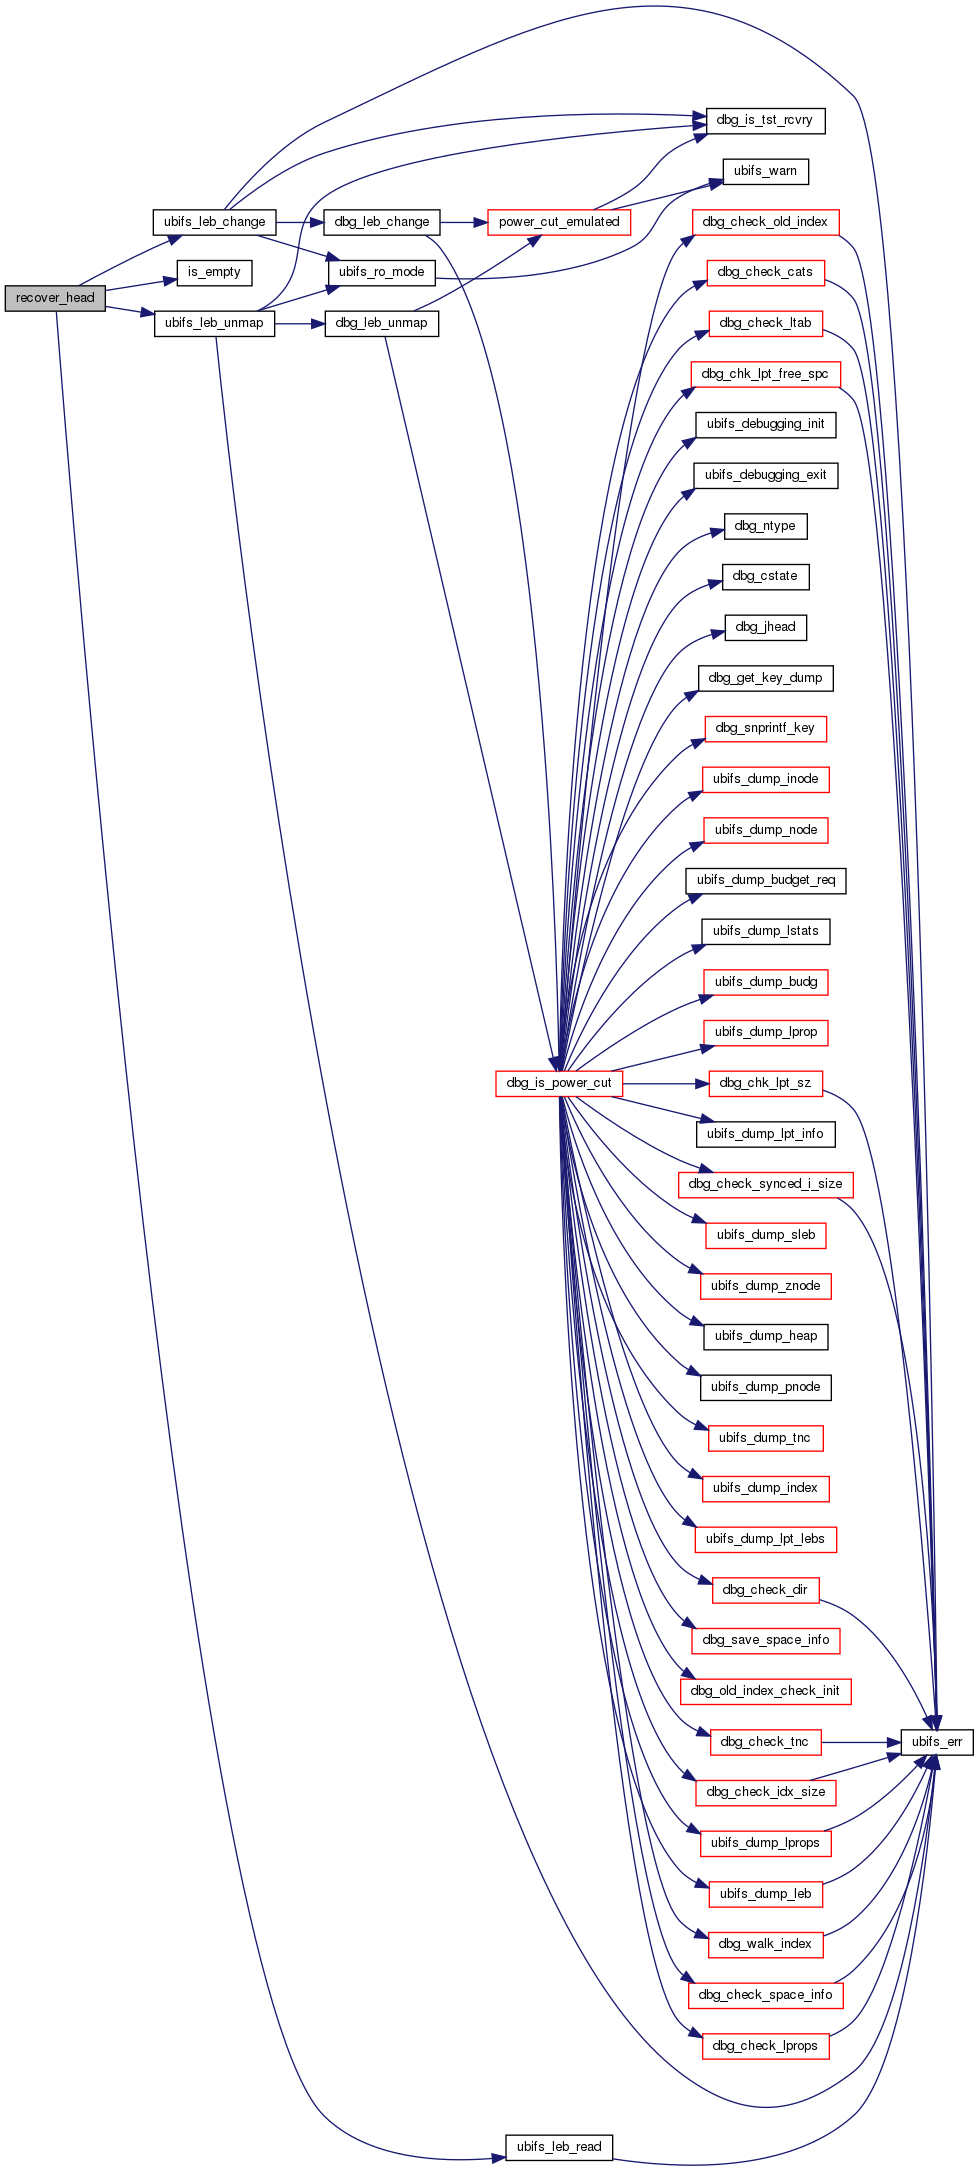 dbg_is_tst_rcvry
ubifs_warn
ubifs_leb_change
dbg_leb_change
power_cut_emulated
dbg_check_old_index
is_empty
ubifs_ro_mode
dbg_check_cats
recover_head
ubifs_leb_unmap
dbg_leb_unmap
dbg_check_ltab
dbg_chk_lpt_free_spc
ubifs_debugging_init
ubifs_debugging_exit
dbg_ntype
dbg_cstate
dbg_jhead
dbg_get_key_dump
dbg_snprintf_key
ubifs_dump_inode
ubifs_dump_node
ubifs_dump_budget_req
ubifs_dump_lstats
ubifs_dump_budg
ubifs_dump_lprop
dbg_is_power_cut
dbg_chk_lpt_sz
ubifs_dump_lpt_info
dbg_check_synced_i_size
ubifs_dump_sleb
ubifs_dump_znode
ubifs_dump_heap
ubifs_dump_pnode
ubifs_dump_tnc
ubifs_dump_index
ubifs_dump_lpt_lebs
dbg_check_dir
dbg_save_space_info
dbg_old_index_check_init
dbg_check_tnc
ubifs_err
dbg_check_idx_size
ubifs_dump_lprops
ubifs_dump_leb
dbg_walk_index
dbg_check_space_info
dbg_check_lprops
ubifs_leb_read